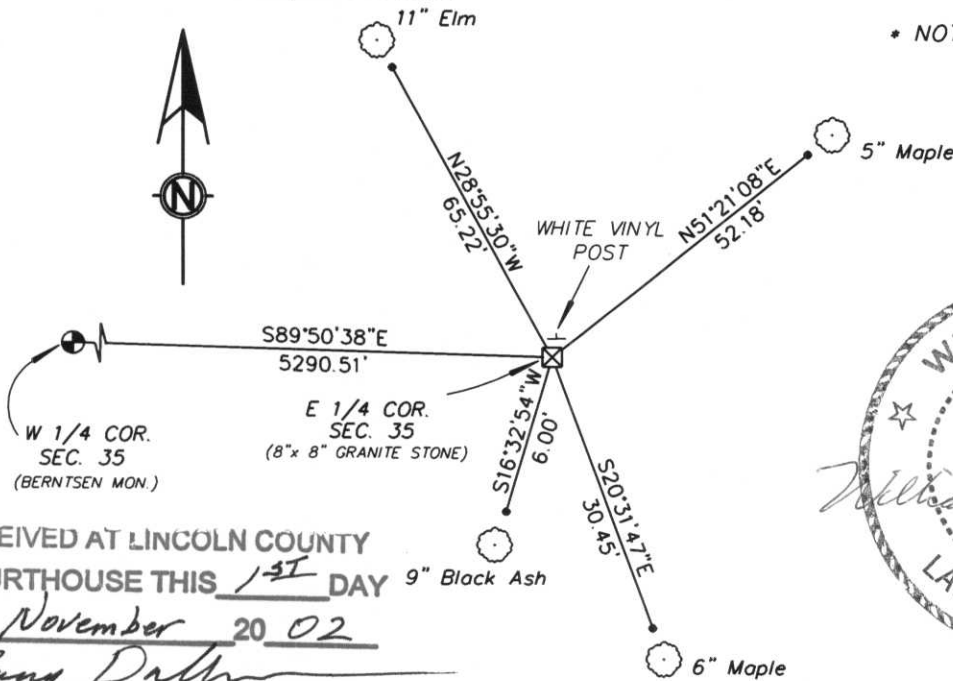 11" Elm
* NOT
5" Maple
N
N28°55'30"W
65.22'
N51°21'08"E
52.18'
WHITE VINYL
POST
S89°50'38"E
5290.51'
W 1/4 COR.
SEC. 35
(BERNTSEN MON.)
E 1/4 COR.
SEC. 35
(8"x 8" GRANITE STONE)
S16°32'54"W
6.00'
S20°31'47"E
30.45'
9" Black Ash
6" Maple
EIVED AT LINCOLN COUNTY
RTHOUSE THIS 1ST DAY
November 20 02
W
LA